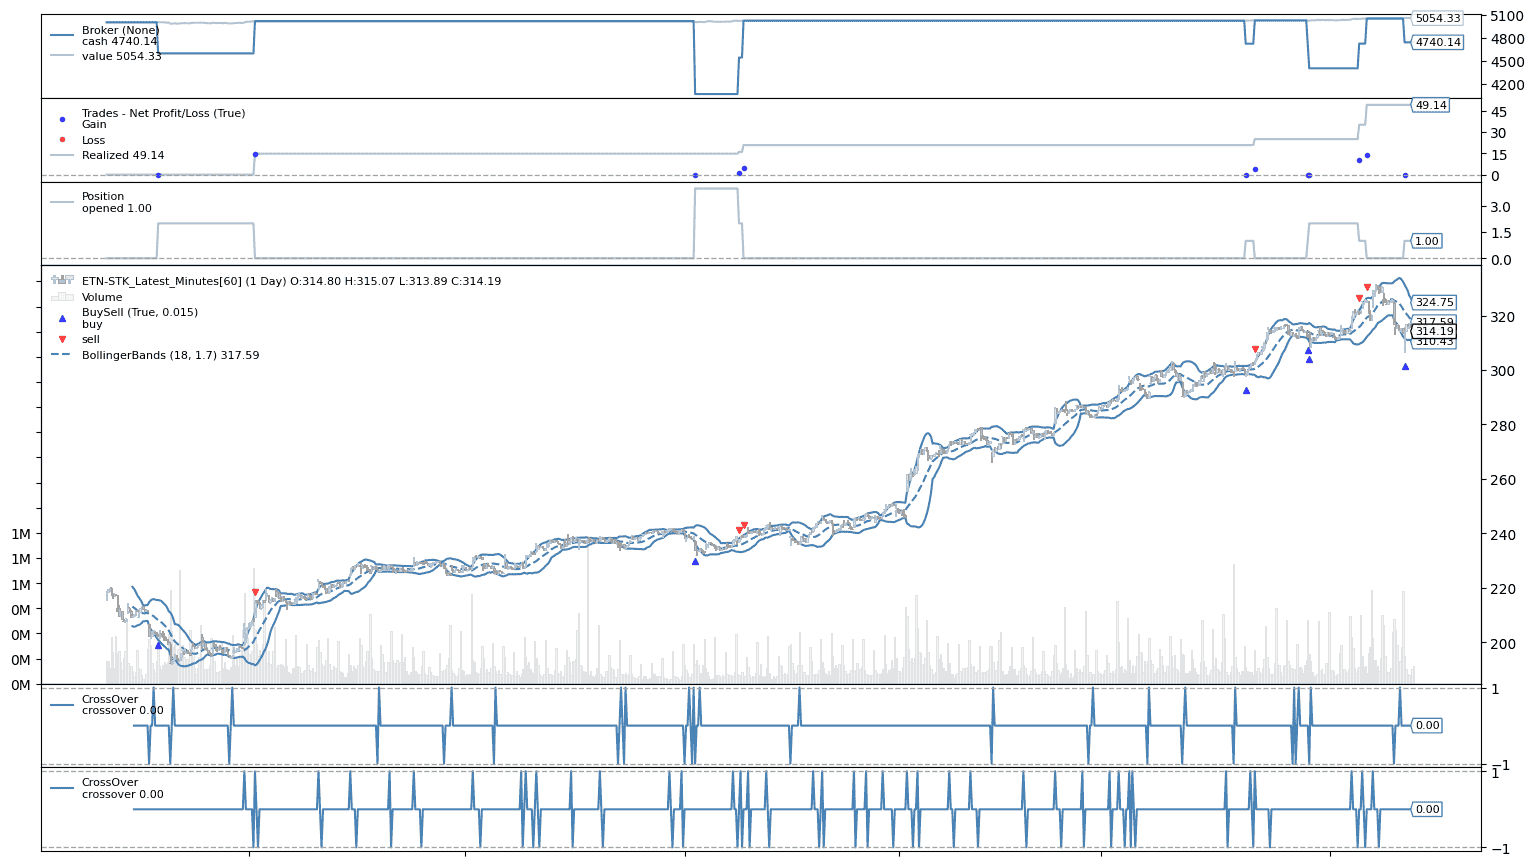 Broker (None)
cash 4740.14
value 5054.33
5100
4800
4500
4200
5054.33
4740.14
Trades - Net Profit/Loss (True)
Gain
Loss
Realized 49.14
45
30
15
0
49.14
Position
opened 1.00
3.0
1.5
0.0
1.00
ETN-STK_Latest_Minutes[60] (1 Day) O:314.80 H:315.07 L:313.89 C:314.19
Volume
BuySell (True, 0.015)
buy
sell
BollingerBands (18, 1.7) 317.59
324.75
317.59
314.19
310.43
320
300
280
260
240
220
200
1M
1M
1M
0M
0M
0M
0M
CrossOver
crossover 0.00
1
0.00
−1
CrossOver
crossover 0.00
1
0.00
−1